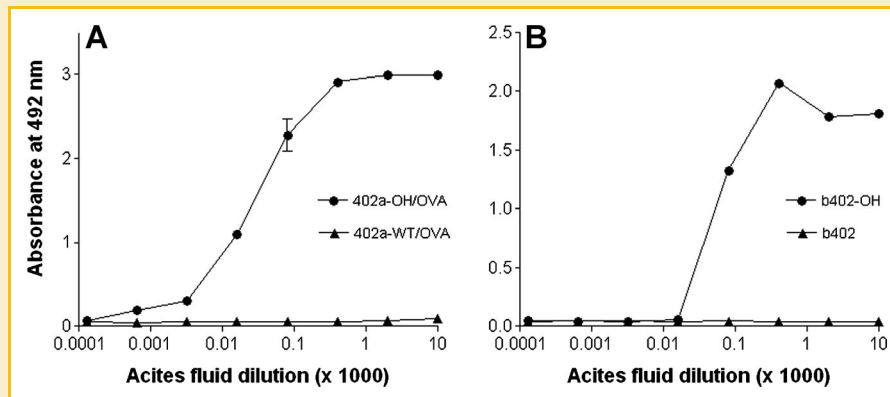 A
Absorbance at 492 nm
3
2
1
0
402a-OH/OVA
402a-WT/OVA
0.0001 0.001 0.01 0.1 1 10
Acites fluid dilution (x 1000)
B
2.5
2.0
1.5
1.0
0.5
0.0
b402-OH
b402
0.0001 0.001 0.01 0.1 1 10
Acites fluid dilution (x 1000)